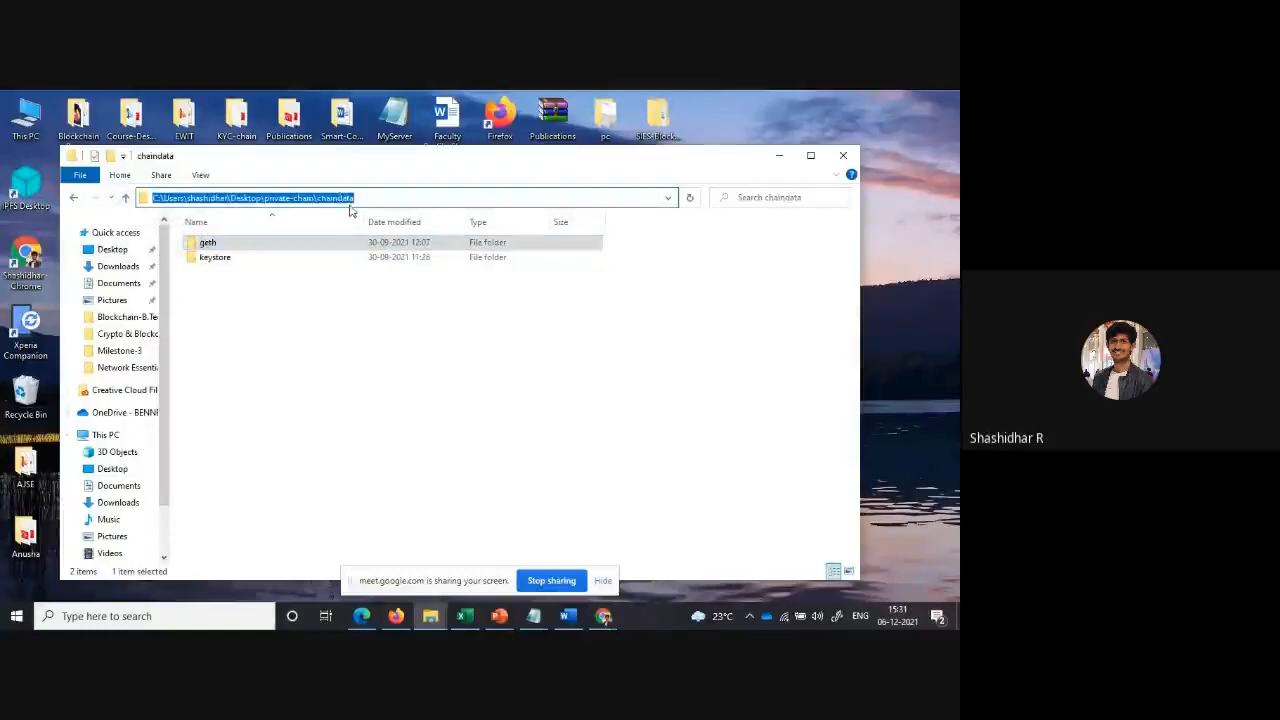 This PC
Blockchain
Course-Des...
EWIT
KYC-chain
Publications
Smart-Co...
MyServer
Faculty
Firefox
Publications
pc
IPFS Desktop
Shashidhar -
Chrome
Xperia
Companion
Recycle Bin
AJSE
Anusha
chaindata
File
Home
Share
View
C:\Users\shashidhar\Desktop\private-chain\chaindata
Search chaindata
Name
Date modified
Type
Size
geth
30-09-2021 12:07
File folder
keystore
30-09-2021 11:26
File folder
Quick access
Desktop
Downloads
Documents
Pictures
Blockchain-B.Te
Crypto & Blockc
Milestone-3
Network Essenti
Creative Cloud Fil
OneDrive - BENNE
This PC
3D Objects
Desktop
Documents
Downloads
Music
Pictures
Videos
2 items
1 item selected
meet.google.com is sharing your screen.
Stop sharing
Hide
Type here to search
23°C
ENG
15:31
06-12-2021
2
Shashidhar R